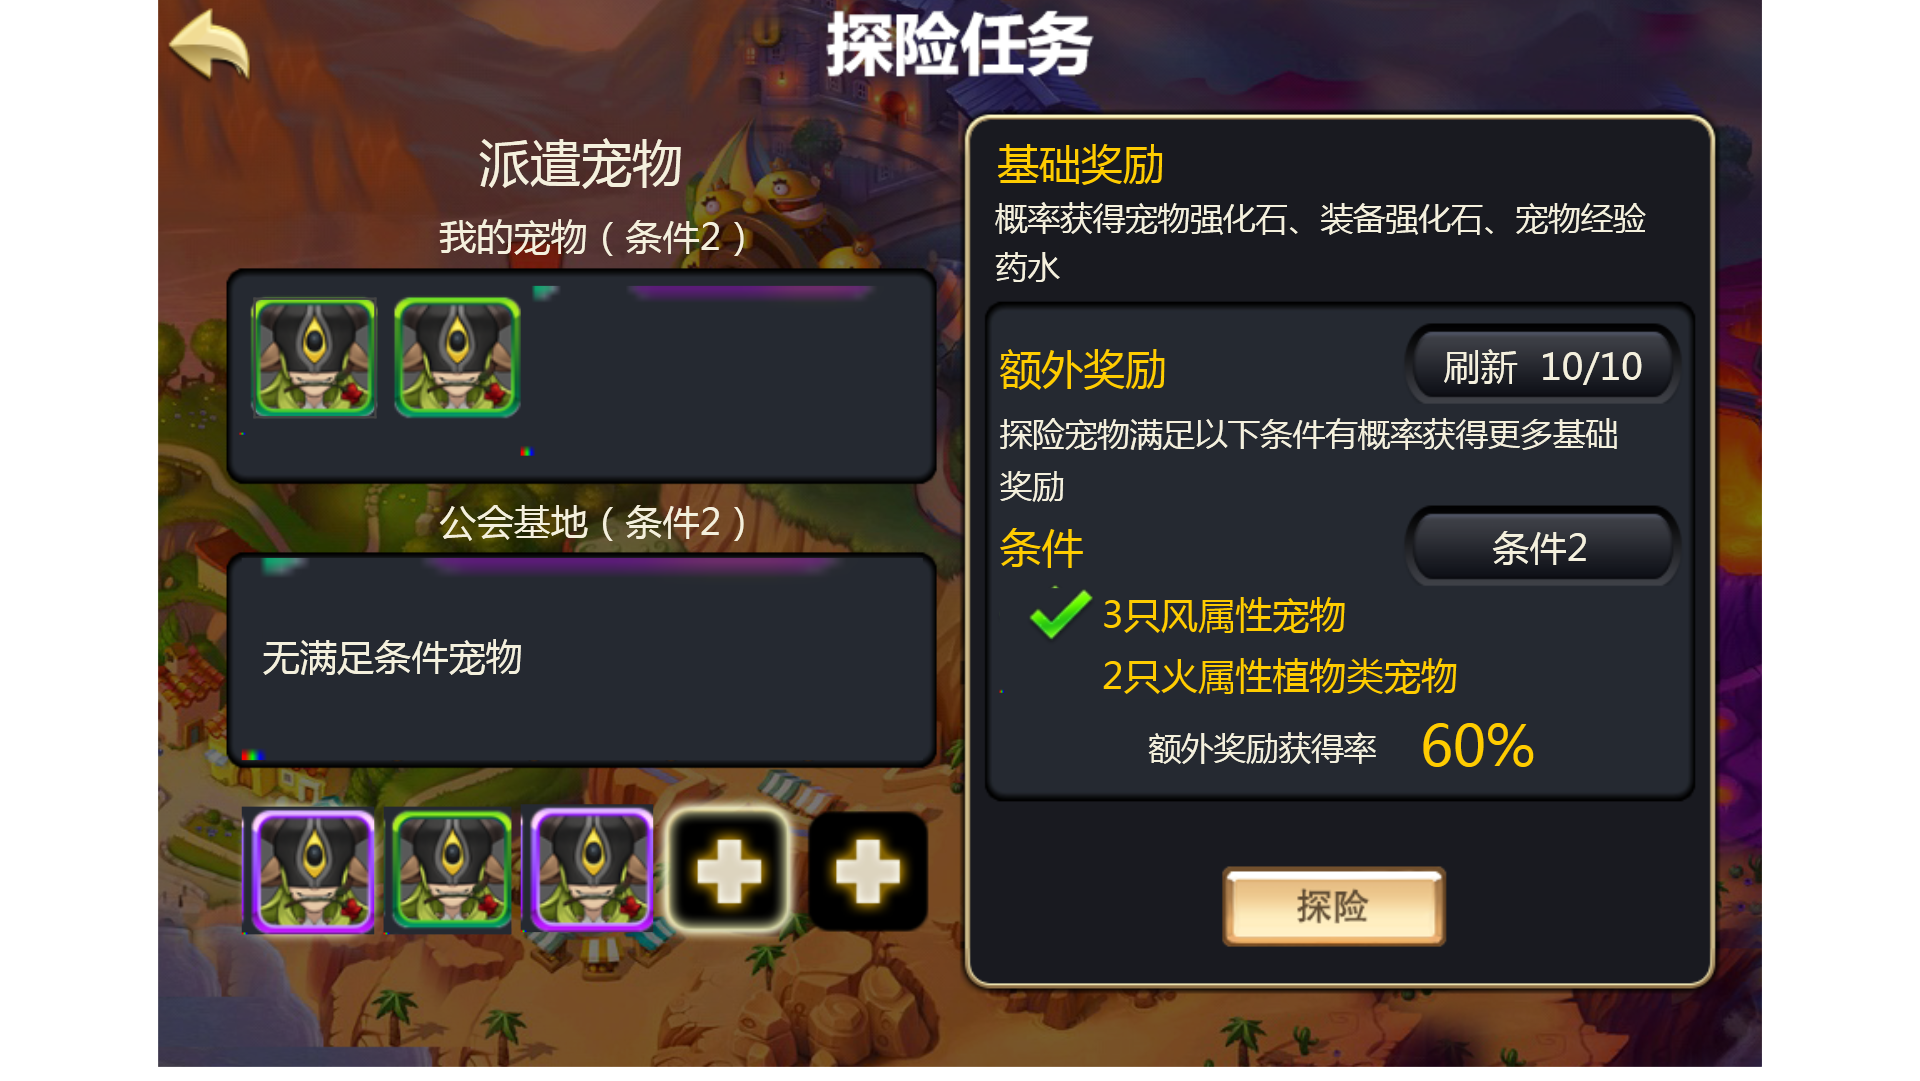 探险任务
派遣宠物
我的宠物（条件2）
公会基地（条件2）
无满足条件宠物
基础奖励
概率获得宠物强化石、装备强化石、宠物经验
药水
额外奖励
刷新 10/10
探险宠物满足以下条件有概率获得更多基础
奖励
条件
条件2
3只风属性宠物
2只火属性植物类宠物
额外奖励获得率 60%
探险